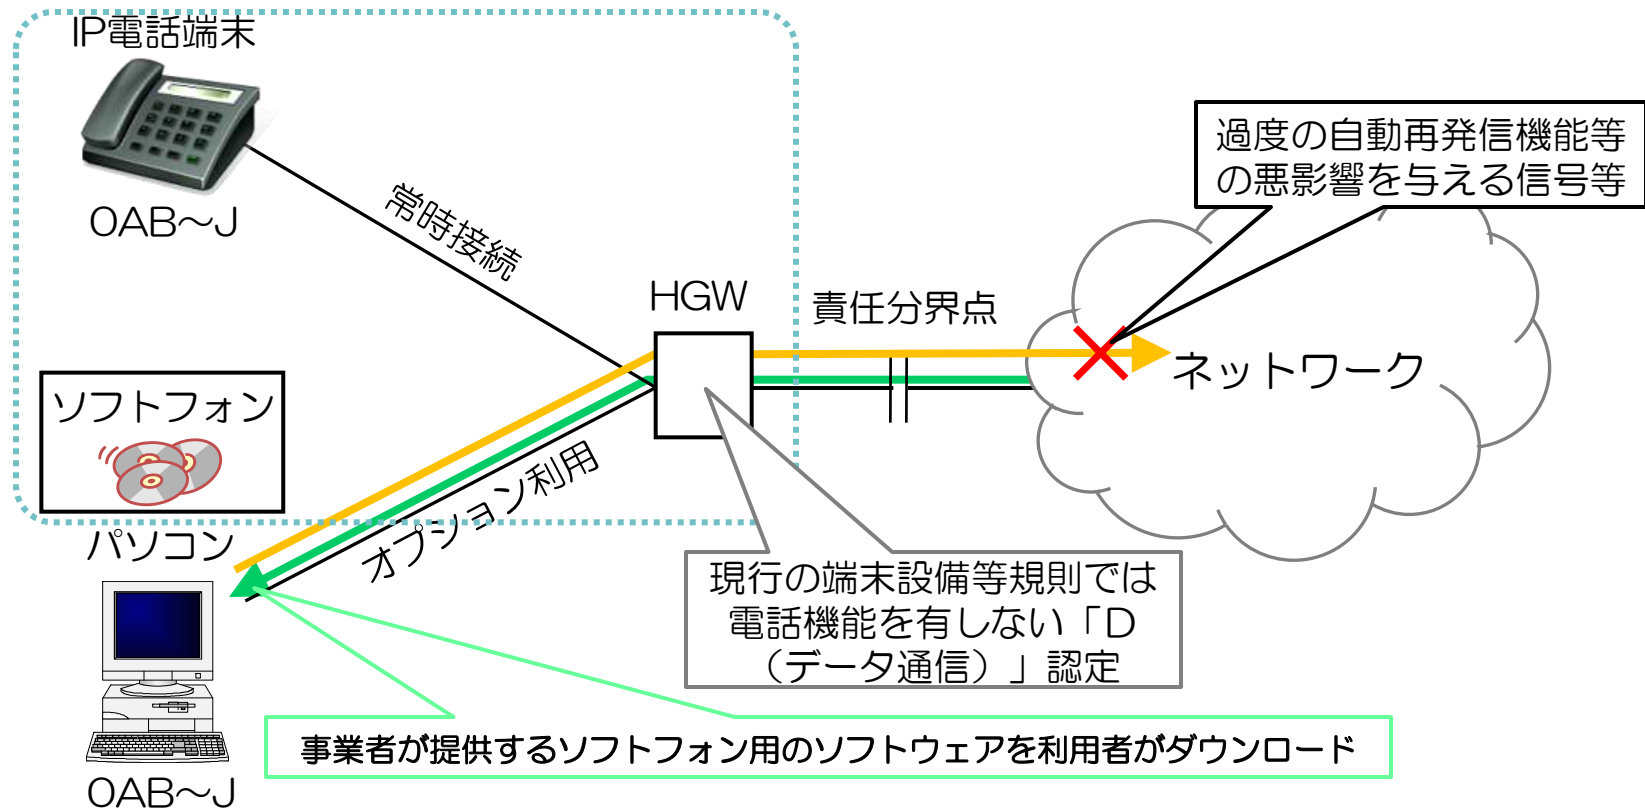 IP電話端末
0AB～J
常時接続
HGW
責任分界点
過度の自動再発信機能等
の悪影響を与える信号等
ネットワーク
ソフトフォン
オプション利用
パソコン
0AB～J
現行の端末設備等規則では
電話機能を有しない「D
（データ通信）」認定
事業者が提供するソフトフォン用のソフトウェアを利用者がダウンロード